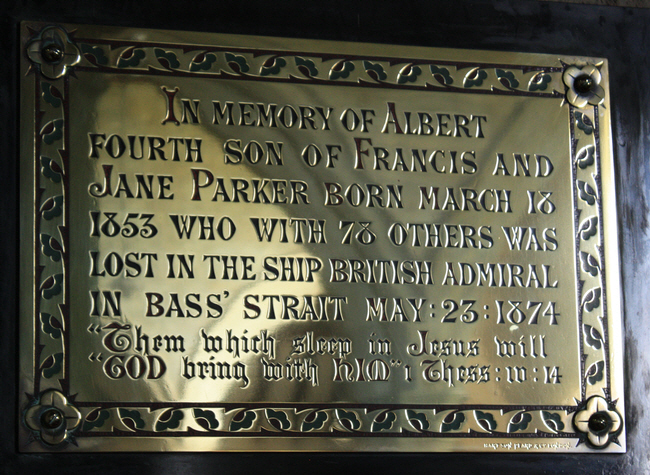 IN MEMORY OF ALBERT
FOURTH SON OF FRANCIS AND
JANE PARKER BORN MARCH 18
1853 WHO WITH 78 OTHERS WAS
LOST IN THE SHIP BRITISH ADMIRAL
IN BASS' STRAIT MAY: 23: 1874
"Them which sleep in Jesus will
"GOD bring with HIM" 1 Thess: IV: 14